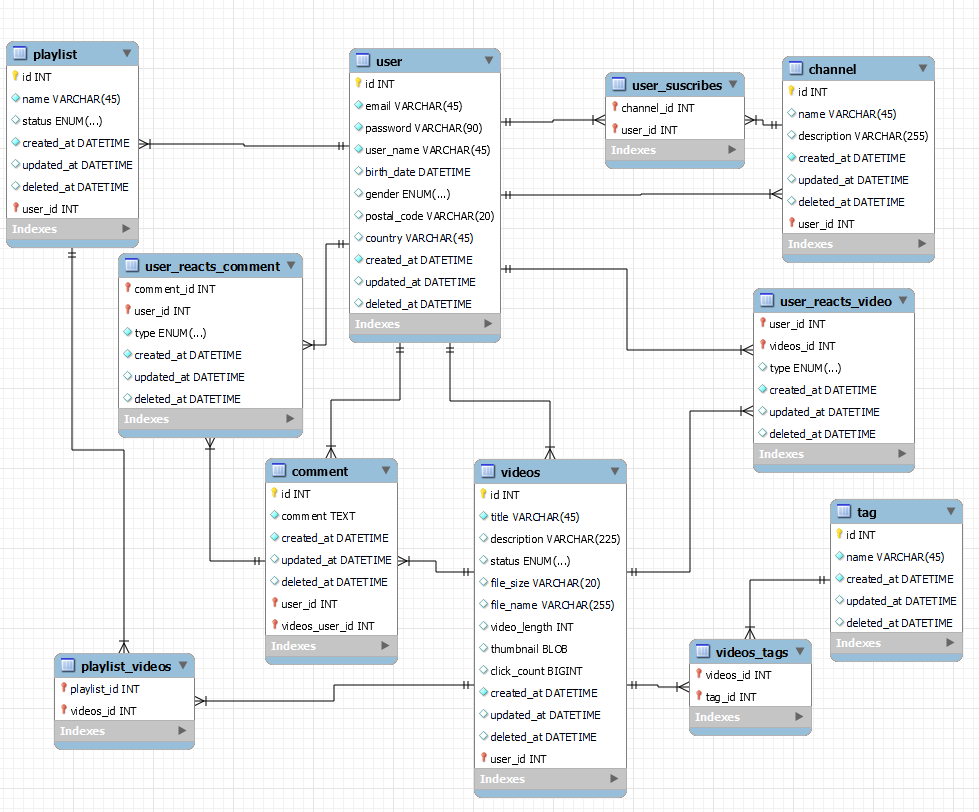 playlist
id INT
name VARCHAR(45)
status ENUM(...)
created_at DATETIME
updated_at DATETIME
deleted_at DATETIME
user_id INT
Indexes
user
id INT
email VARCHAR(45)
password VARCHAR(90)
user_name VARCHAR(45)
birth_date DATETIME
gender ENUM(...)
postal_code VARCHAR(20)
country VARCHAR(45)
created_at DATETIME
updated_at DATETIME
deleted_at DATETIME
Indexes
user_suscribes
channel_id INT
user_id INT
Indexes
channel
id INT
name VARCHAR(45)
description VARCHAR(255)
created_at DATETIME
updated_at DATETIME
deleted_at DATETIME
user_id INT
Indexes
user_reacts_comment
comment_id INT
user_id INT
type ENUM(...)
created_at DATETIME
updated_at DATETIME
deleted_at DATETIME
Indexes
user_reacts_video
user_id INT
videos_id INT
type ENUM(...)
created_at DATETIME
updated_at DATETIME
deleted_at DATETIME
Indexes
comment
id INT
comment TEXT
created_at DATETIME
updated_at DATETIME
deleted_at DATETIME
user_id INT
videos_user_id INT
Indexes
videos
id INT
title VARCHAR(45)
description VARCHAR(225)
status ENUM(...)
file_size VARCHAR(20)
file_name VARCHAR(255)
video_length INT
thumbnail BLOB
click_count BIGINT
created_at DATETIME
updated_at DATETIME
deleted_at DATETIME
user_id INT
Indexes
tag
id INT
name VARCHAR(45)
created_at DATETIME
updated_at DATETIME
deleted_at DATETIME
Indexes
playlist_videos
playlist_id INT
videos_id INT
Indexes
videos_tags
videos_id INT
tag_id INT
Indexes